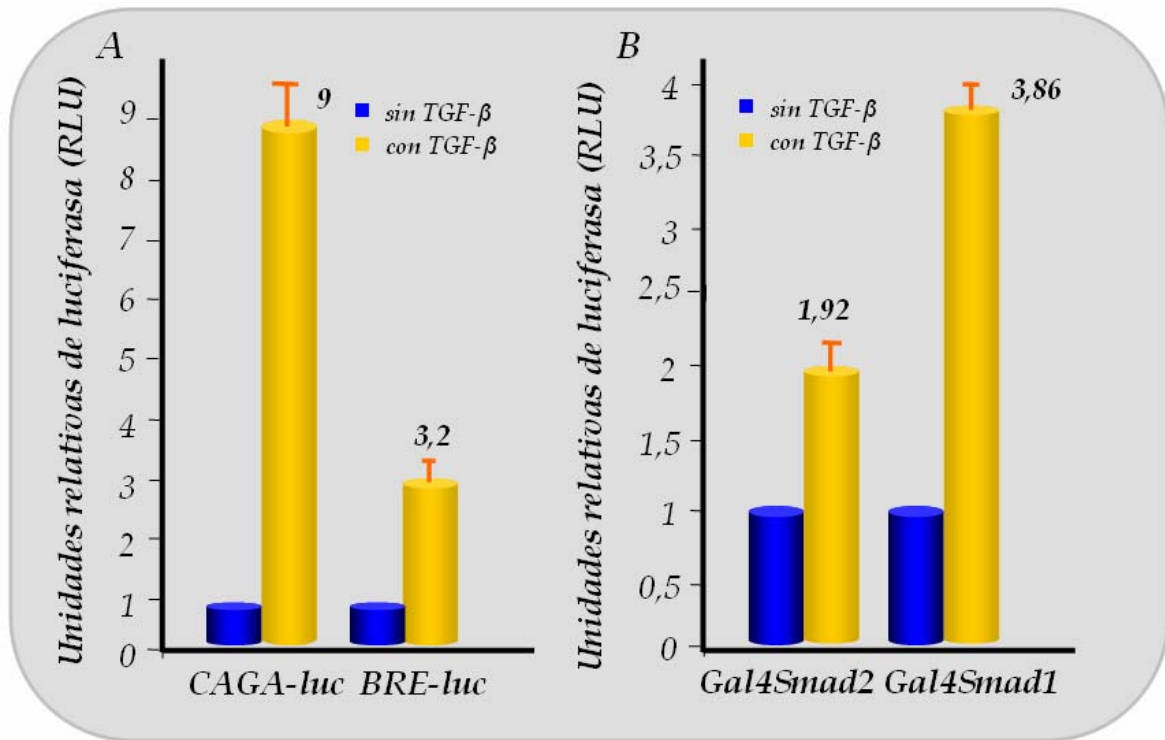 A
Unidades relativas de luciferasa (RLU)
9
8
7
6
5
4
3
2
1
0
9
3,2
sin TGF-β
con TGF-β
CAGA-luc BRE-luc
B
Unidades relativas de luciferasa (RLU)
4
3,5
3
2,5
2
1,5
1
0,5
0
sin TGF-β
con TGF-β
1,92
3,86
Gal4Smad2 Gal4Smad1